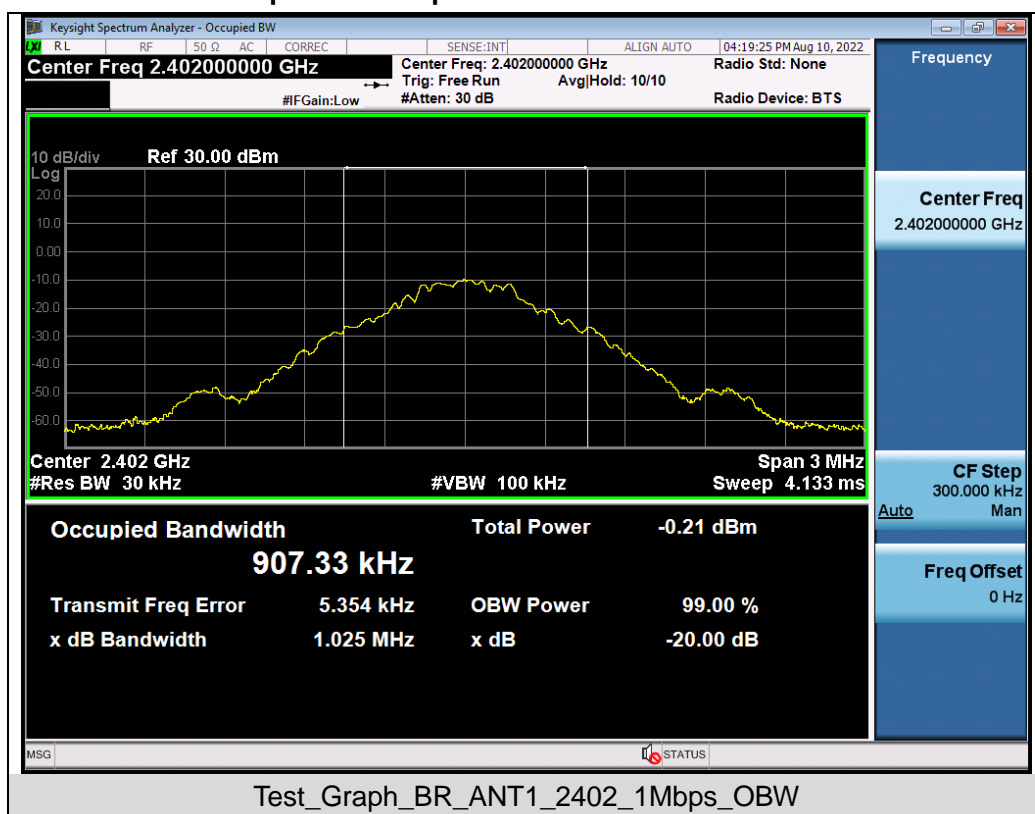 Keysight Spectrum Analyzer - Occupied BW
LXI RL RF 50 Ω AC CORREC SENSE:INT ALIGN AUTO 04:19:25 PM Aug 10, 2022
Center Freq 2.402000000 GHz
Center Freq: 2.402000000 GHz Radio Std: None
Trig: Free Run Avg|Hold: 10/10
#IFGain:Low #Atten: 30 dB Radio Device: BTS
10 dB/div Ref 30.00 dBm
Log
20.0
10.0
0.00
-10.0
-20.0
-30.0
-40.0
-50.0
-60.0
Center 2.402 GHz Span 3 MHz
#Res BW 30 kHz #VBW 100 kHz Sweep 4.133 ms
Occupied Bandwidth Total Power -0.21 dBm
907.33 kHz
Transmit Freq Error 5.354 kHz OBW Power 99.00 %
x dB Bandwidth 1.025 MHz x dB -20.00 dB
MSG STATUS
Frequency
Center Freq
2.402000000 GHz
CF Step
300.000 kHz
Auto Man
Freq Offset
0 Hz
Test_Graph_BR_ANT1_2402_1Mbps_OBW